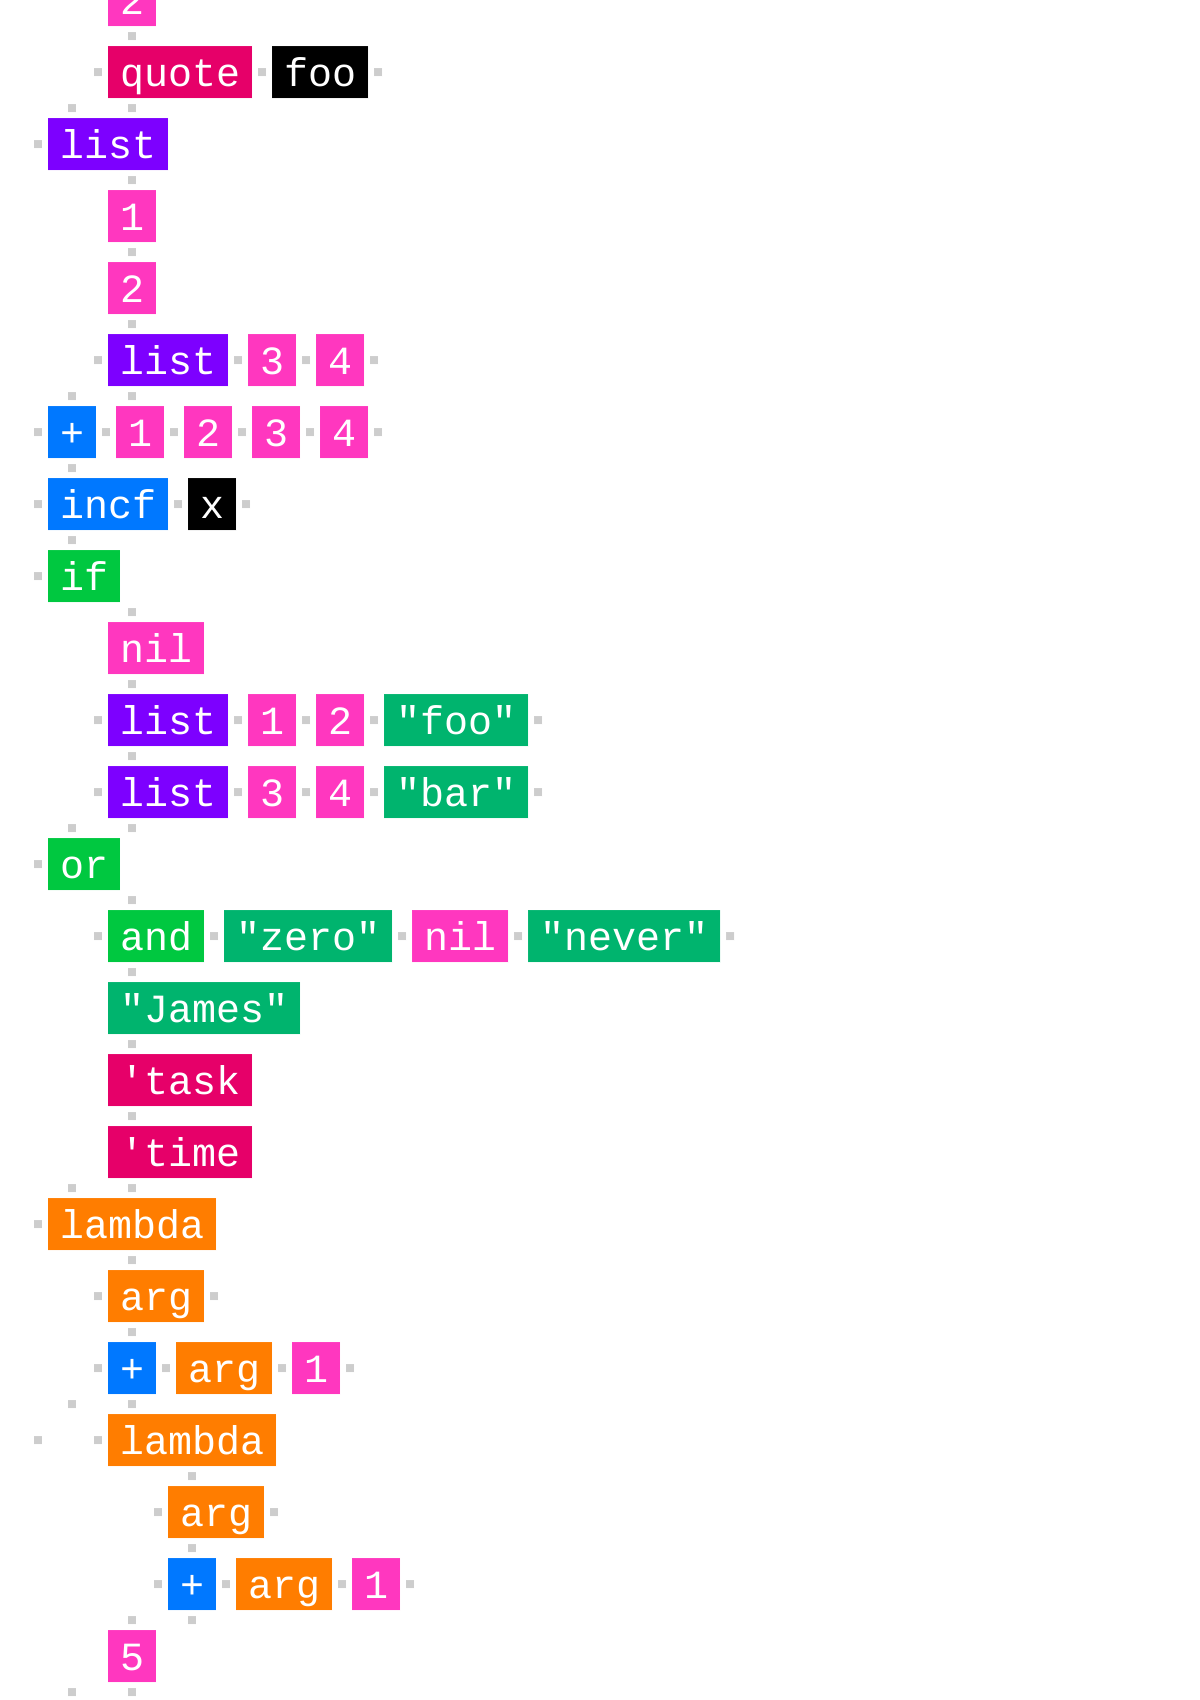 2
quote foo
list
1
2
list 3 4
+ 1 2 3 4
incf x
if
nil
list 1 2 "foo"
list 3 4 "bar"
or
and "zero" nil "never"
"James"
'task
'time
lambda
arg
+ arg 1
lambda
arg
+ arg 1
5